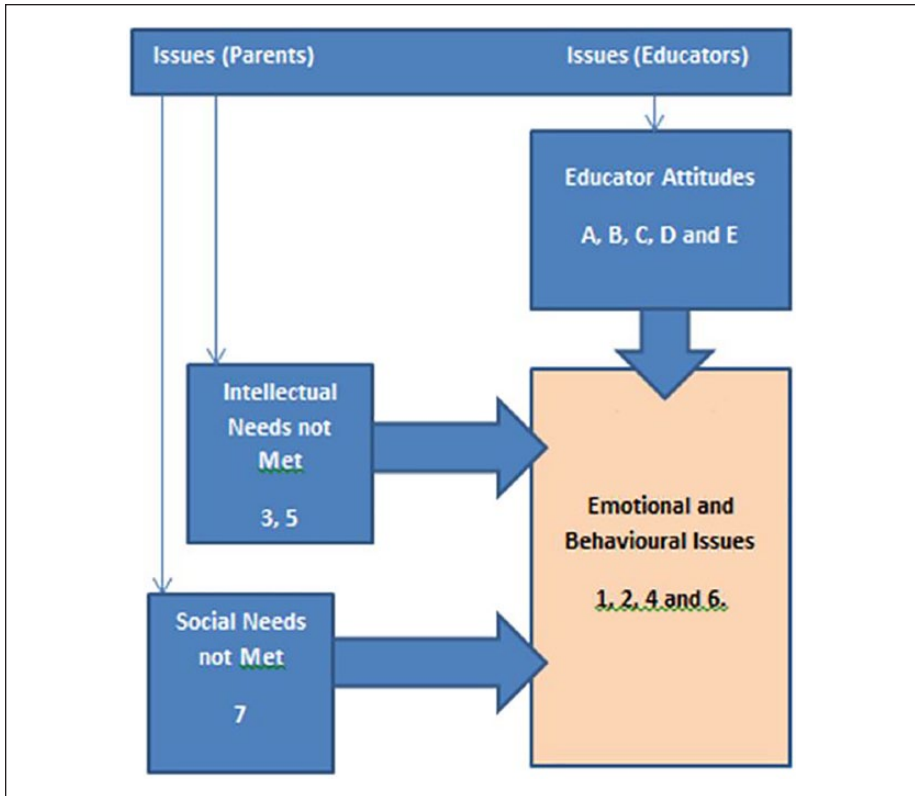 Issues (Parents)
Issues (Educators)
Educator Attitudes
A, B, C, D and E
Intellectual
Needs not
Met
3, 5
Emotional and
Behavioural Issues
1, 2, 4 and 6.
Social Needs
not Met
7